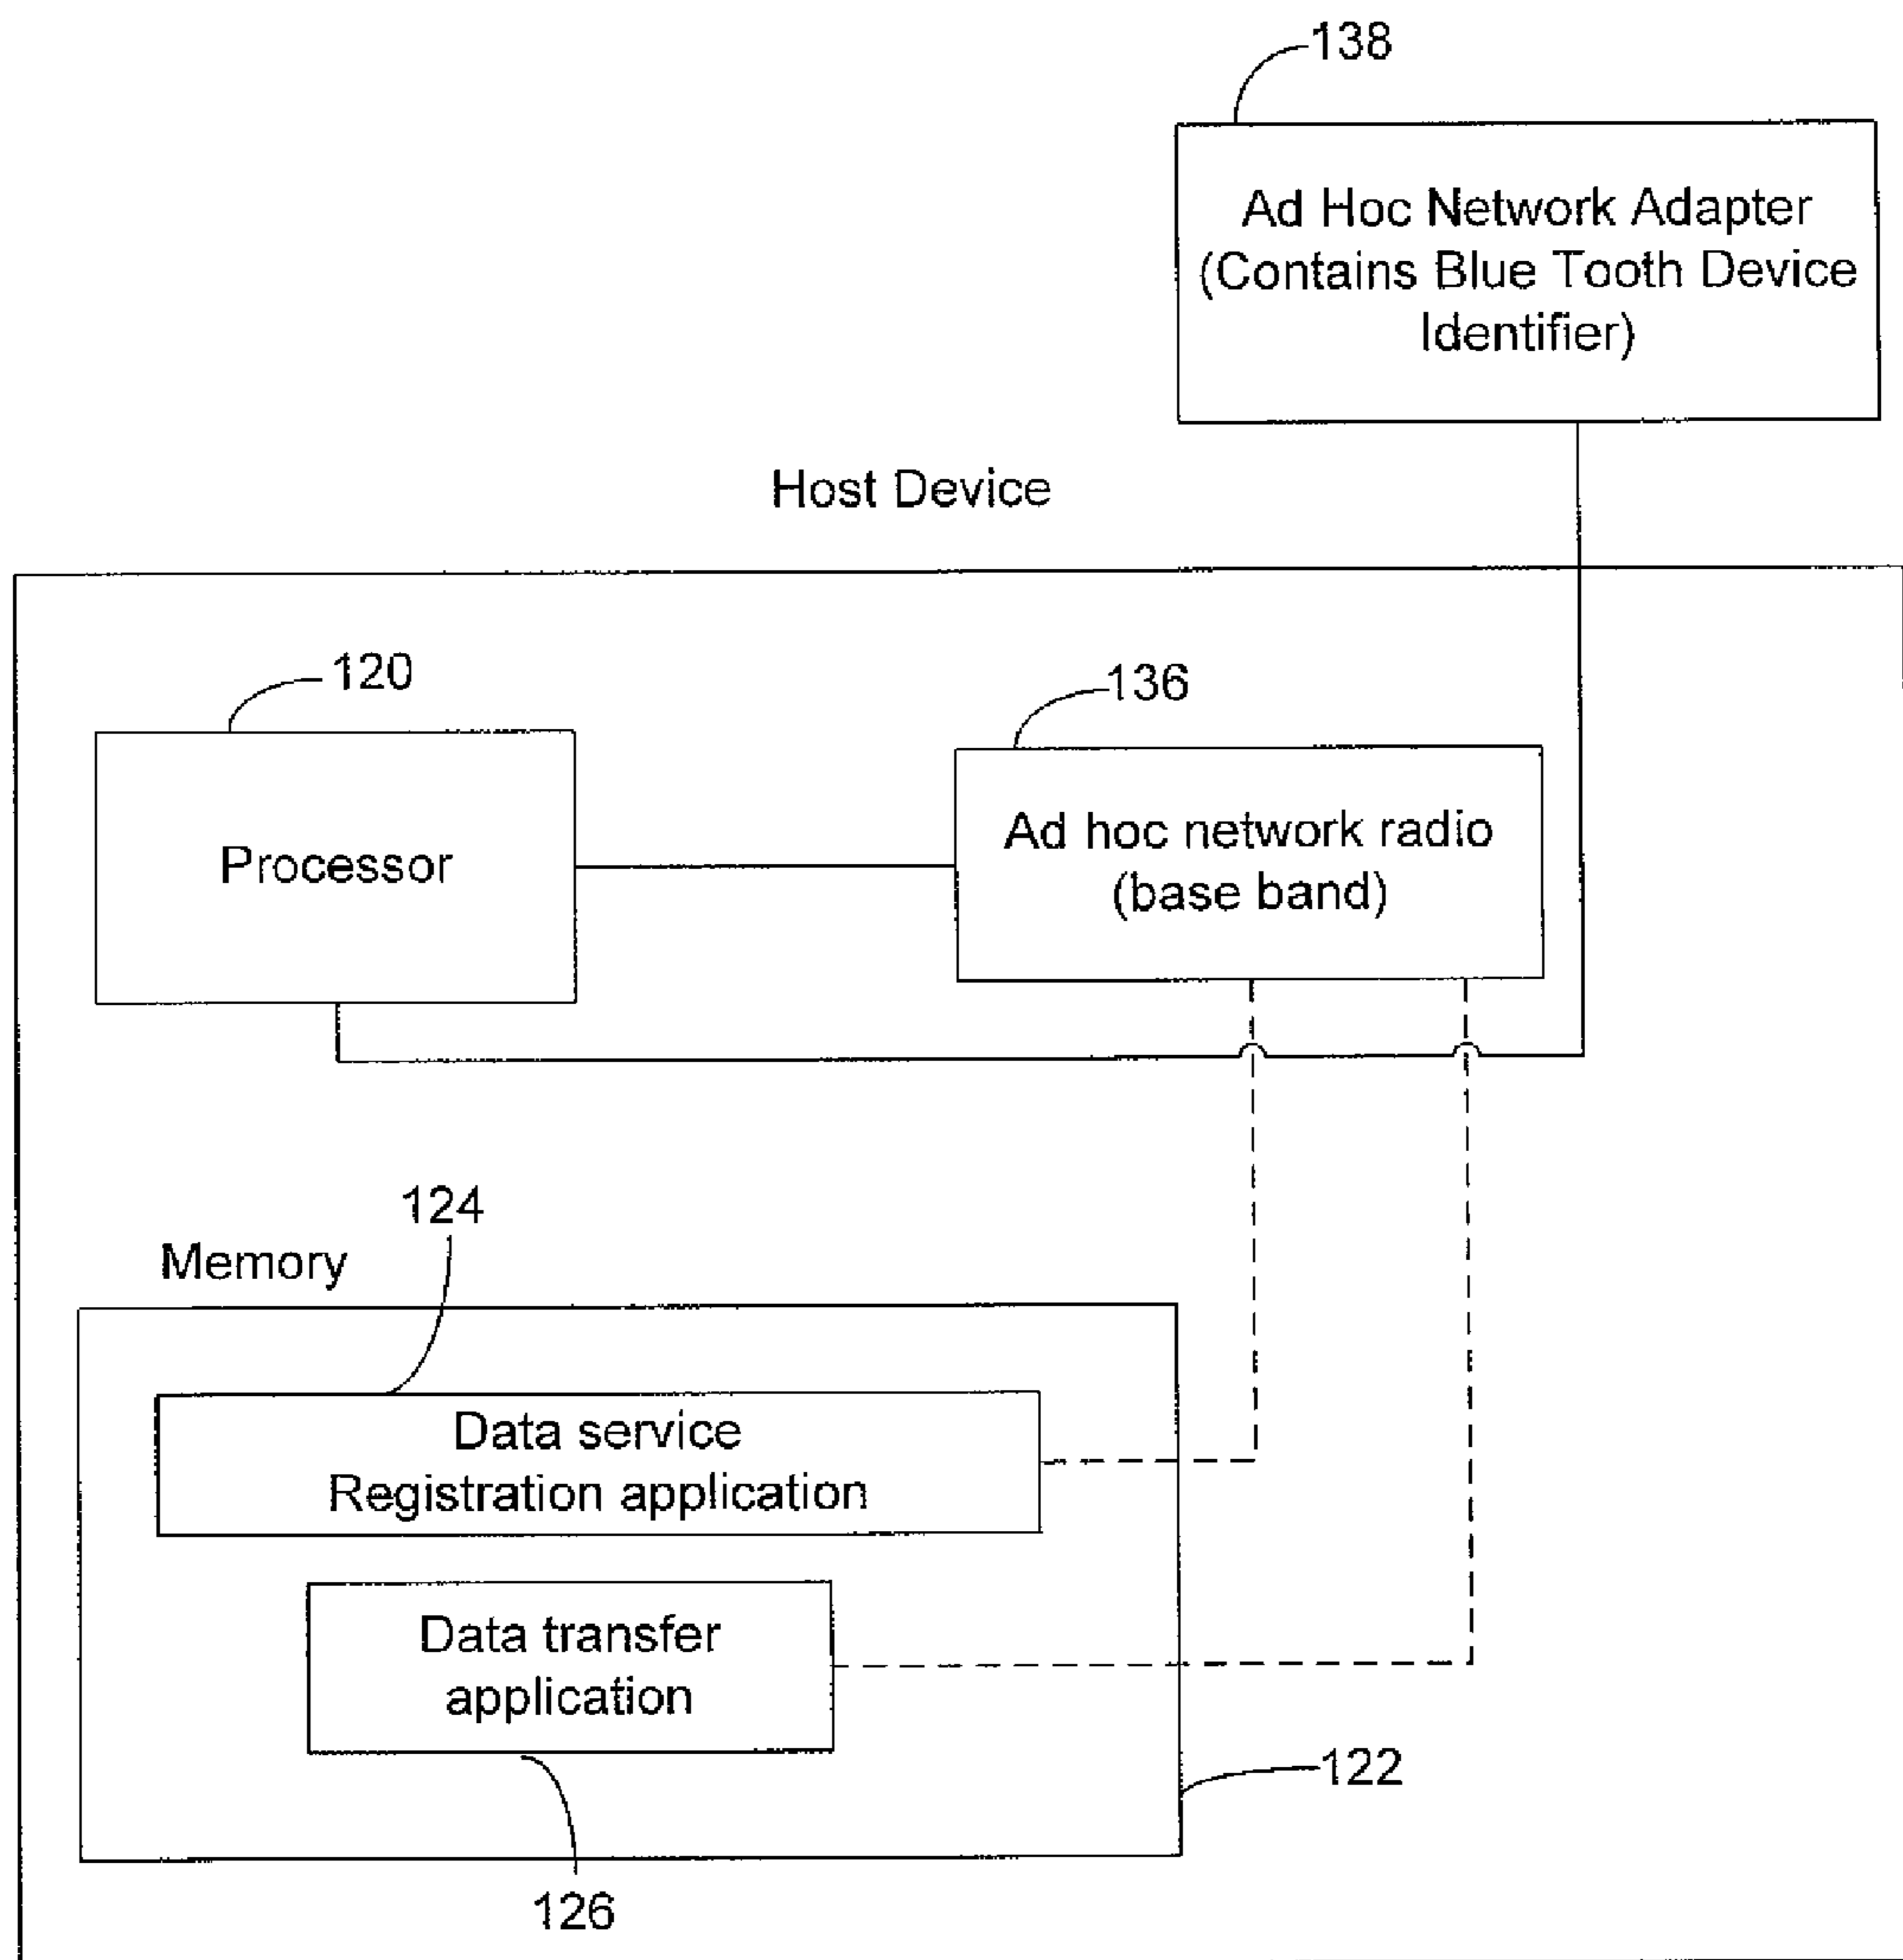 138
Ad Hoc Network Adapter
(Contains Blue Tooth Device
Identifier)
Host Device
120
136
Processor
Ad hoc network radio
(base band)
124
Memory
Data service
Registration application
Data transfer
application
122
126